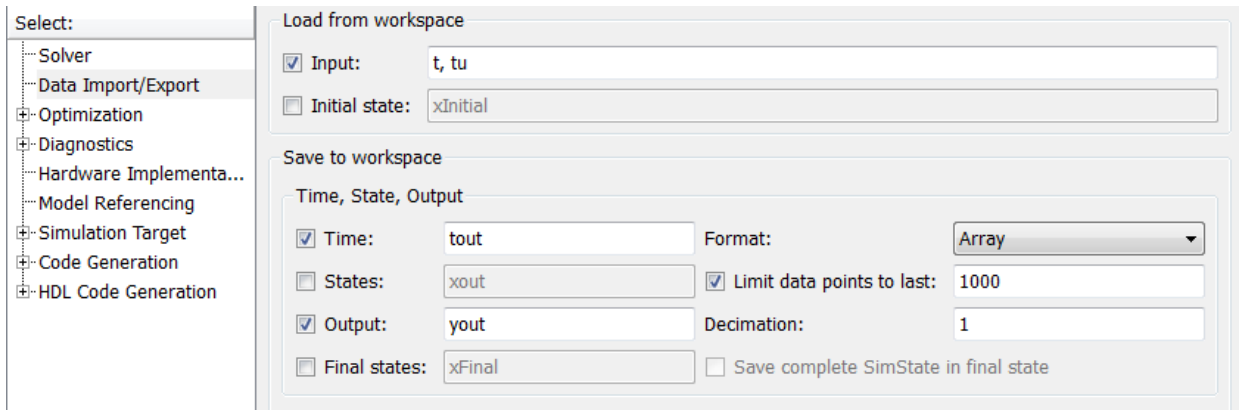 Select:
Solver
Data Import/Export
Optimization
Diagnostics
Hardware Implementa...
Model Referencing
Simulation Target
Code Generation
HDL Code Generation
Load from workspace
Input: t, tu
Initial state: xInitial
Save to workspace
Time, State, Output
Time: tout Format: Array
States: xout Limit data points to last: 1000
Output: yout Decimation: 1
Final states: xFinal Save complete SimState in final state